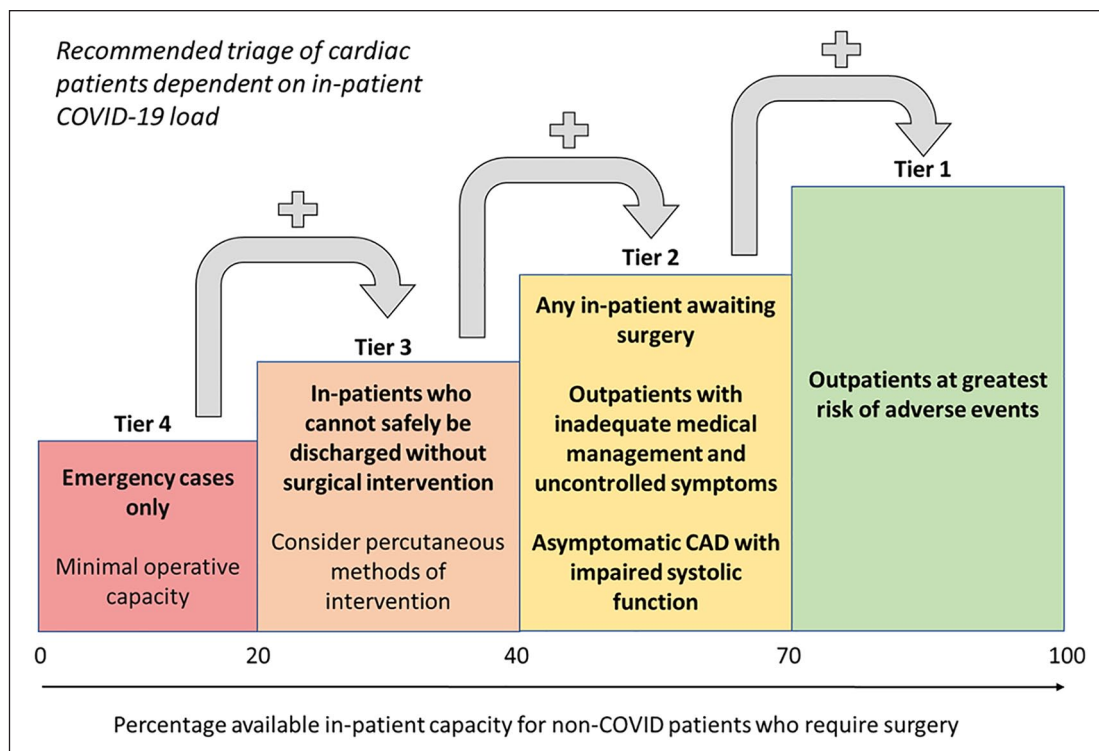 Recommended triage of cardiac
patients dependent on in-patient
COVID-19 load
Tier 4
Emergency cases
only
Minimal operative
capacity
Tier 3
In-patients who
cannot safely be
discharged without
surgical intervention
Consider percutaneous
methods of
intervention
Tier 2
Any in-patient awaiting
surgery
Outpatients with
inadequate medical
management and
uncontrolled symptoms
Asymptomatic CAD with
impaired systolic
function
Tier 1
Outpatients at greatest
risk of adverse events
0 20 40 70 100
Percentage available in-patient capacity for non-COVID patients who require surgery